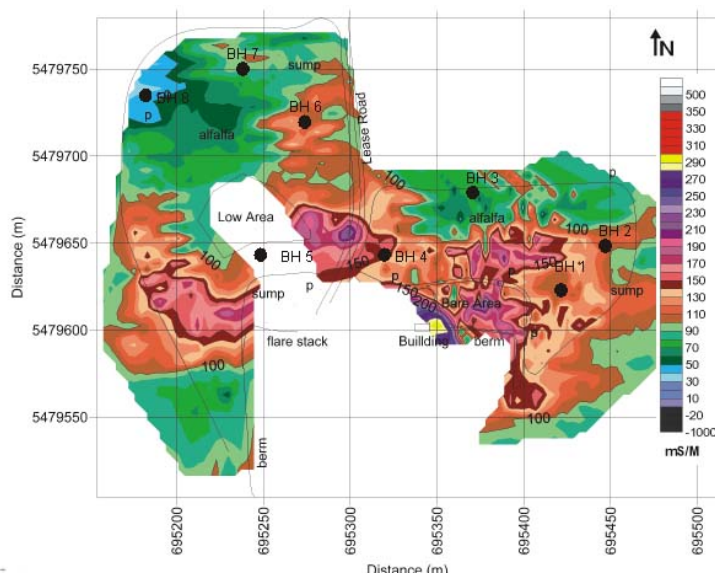 N
5479750
5479700
5479650
5479600
5479550
Distance (m)
BH 7
sump
BH 8
p
BH 6
alfalfa
Lease Road
100
BH 3
p
alfalfa
Low Area
100
BH 2
100
BH 5
150
BH 4
150
p
p
p
BH 1
sump
sump
150
200
Bare Area
p
flare stack
Buillding
berm
100
100
berm
500
350
310
290
270
250
230
210
190
170
150
130
110
90
70
50
30
10
-20
-1000
mS/M
695200
695250
695300
695350
695400
695450
695500
Distance (m)